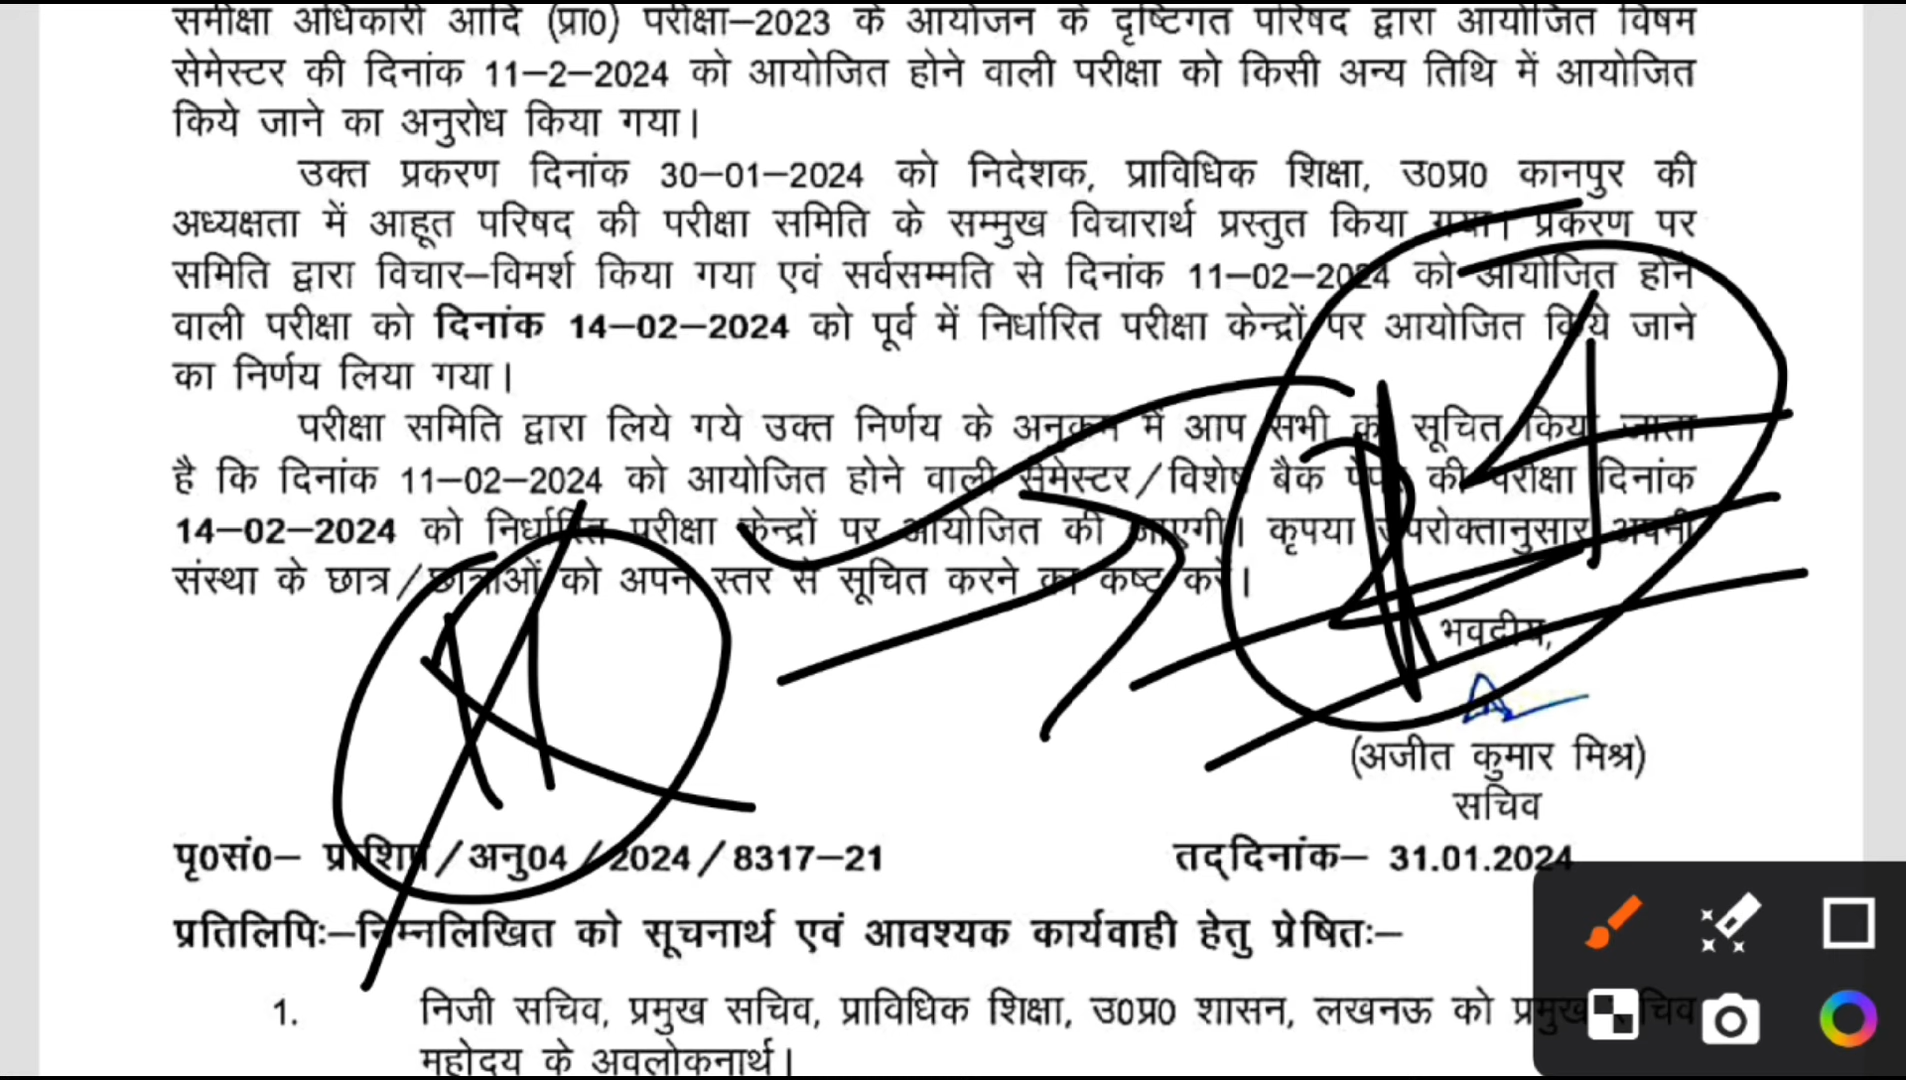 समीक्षा अधिकारी आदि (प्रा0) परीक्षा–2023 के आयोजन के दृष्टिगत परिषद द्वारा आयोजित विषम
सेमेस्टर की दिनांक 11–2–2024 को आयोजित होने वाली परीक्षा को किसी अन्य तिथि में आयोजित
किये जाने का अनुरोध किया गया।
उक्त प्रकरण दिनांक 30–01–2024 को निदेशक, प्राविधिक शिक्षा, उ0प्र0 कानपुर की
अध्यक्षता में आहूत परिषद की परीक्षा समिति के सम्मुख विचारार्थ प्रस्तुत किया गया। प्रकरण पर
समिति द्वारा विचार–विमर्श किया गया एवं सर्वसम्मति से दिनांक 11–02–2024 को आयोजित होने
वाली परीक्षा को दिनांक 14–02–2024 को पूर्व में निर्धारित परीक्षा केन्द्रों पर आयोजित किये जाने
का निर्णय लिया गया।
परीक्षा समिति द्वारा लिये गये उक्त निर्णय के अनुक्रम में आप सभी को सूचित किया जाता
है कि दिनांक 11–02–2024 को आयोजित होने वाली सेमेस्टर/विशेष बैक पेपर की परीक्षा दिनांक
14–02–2024 को निर्धारित परीक्षा केन्द्रों पर आयोजित की जाएगी। कृपया उपरोक्तानुसार अपनी
संस्था के छात्र/छात्राओं को अपने स्तर से सूचित करने का कष्ट करें।
11 14
भवदीय,
(अजीत कुमार मिश्र)
सचिव
पृ0सं0– प्राशिप/अनु04/2024/8317–21 तद्दिनांक– 31.01.2024
प्रतिलिपिः–निम्नलिखित को सूचनार्थ एवं आवश्यक कार्यवाही हेतु प्रेषितः–
1. निजी सचिव, प्रमुख सचिव, प्राविधिक शिक्षा, उ0प्र0 शासन, लखनऊ को प्रमुख सचिव
महोदय के अवलोकनार्थ।